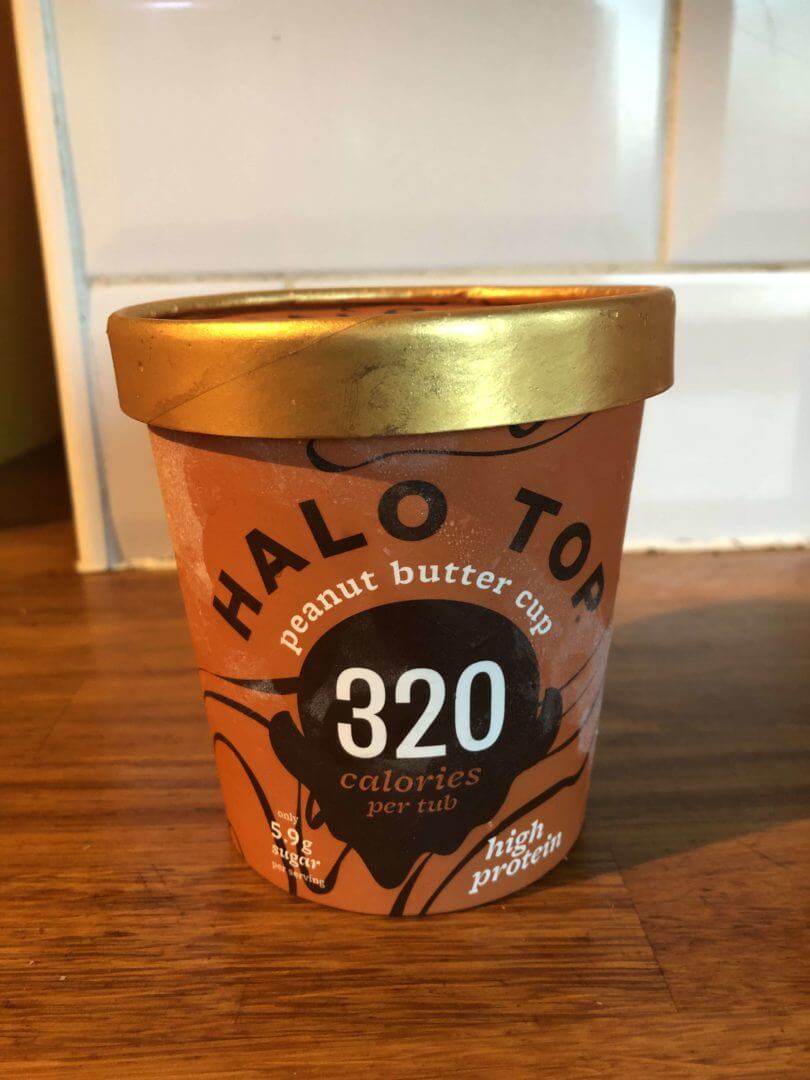 HALO TOP
peanut butter cup
320
calories
per tub
only
5.9g
sugar
per serving
high
protein